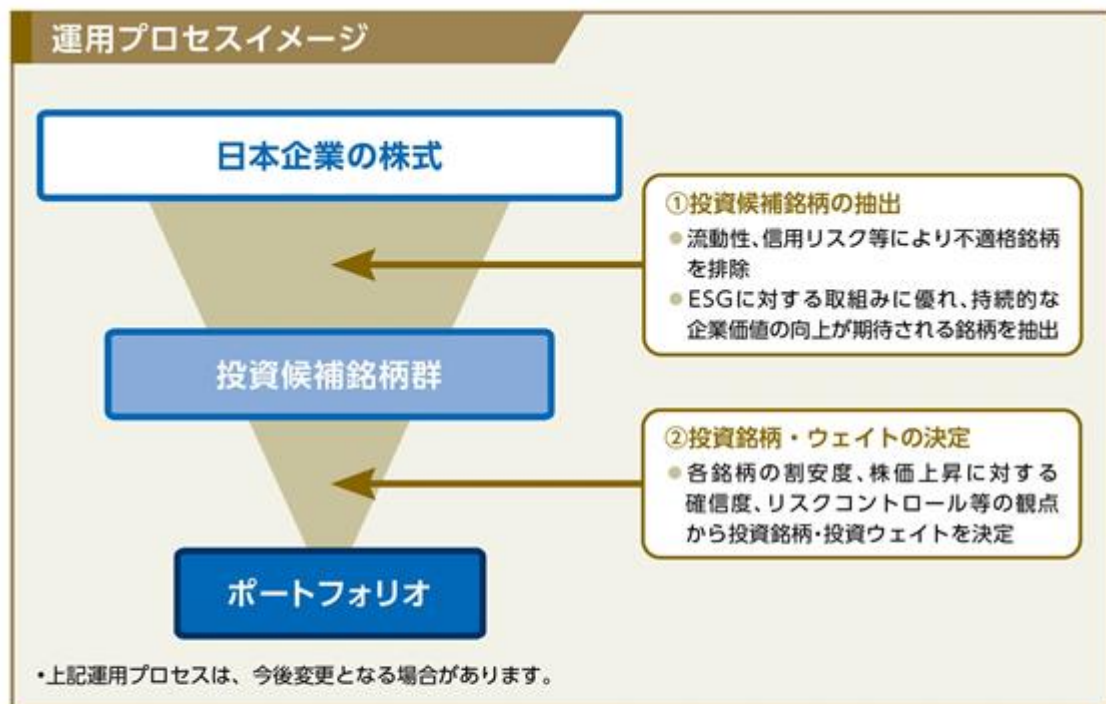 運用プロセスイメージ
日本企業の株式
①投資候補銘柄の抽出
●流動性、信用リスク等により不適格銘柄
を排除
●ESGに対する取組みに優れ、持続的な
企業価値の向上が期待される銘柄を抽出
投資候補銘柄群
②投資銘柄・ウェイトの決定
●各銘柄の割安度、株価上昇に対する
確信度、リスクコントロール等の観点
から投資銘柄・投資ウェイトを決定
ポートフォリオ
・上記運用プロセスは、今後変更となる場合があります。